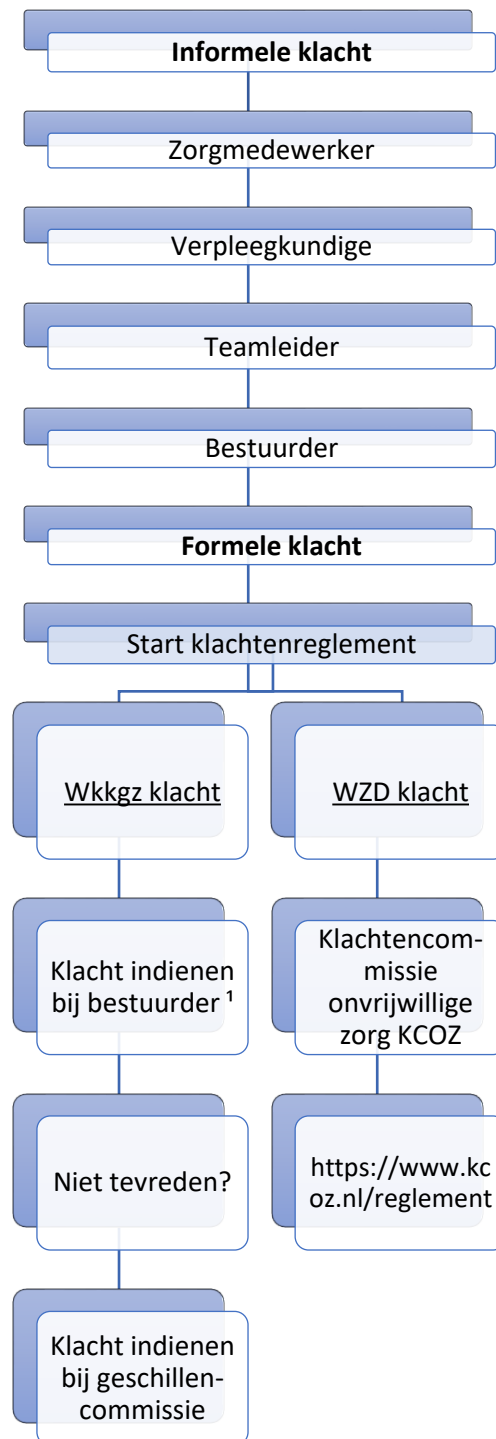 Informele klacht
Zorgmedewerker
Verpleegkundige
Teamleider
Bestuurder
Formele klacht
Start klachtenreglement
Wkkgz klacht
Klacht indienen
bij bestuurder ¹
Niet tevreden?
Klacht indienen
bij geschillen-
commissie
WZD klacht
Klachtencom-
missie
onvrijwillige
zorg KCOZ
https://www.kc
oz.nl/reglement